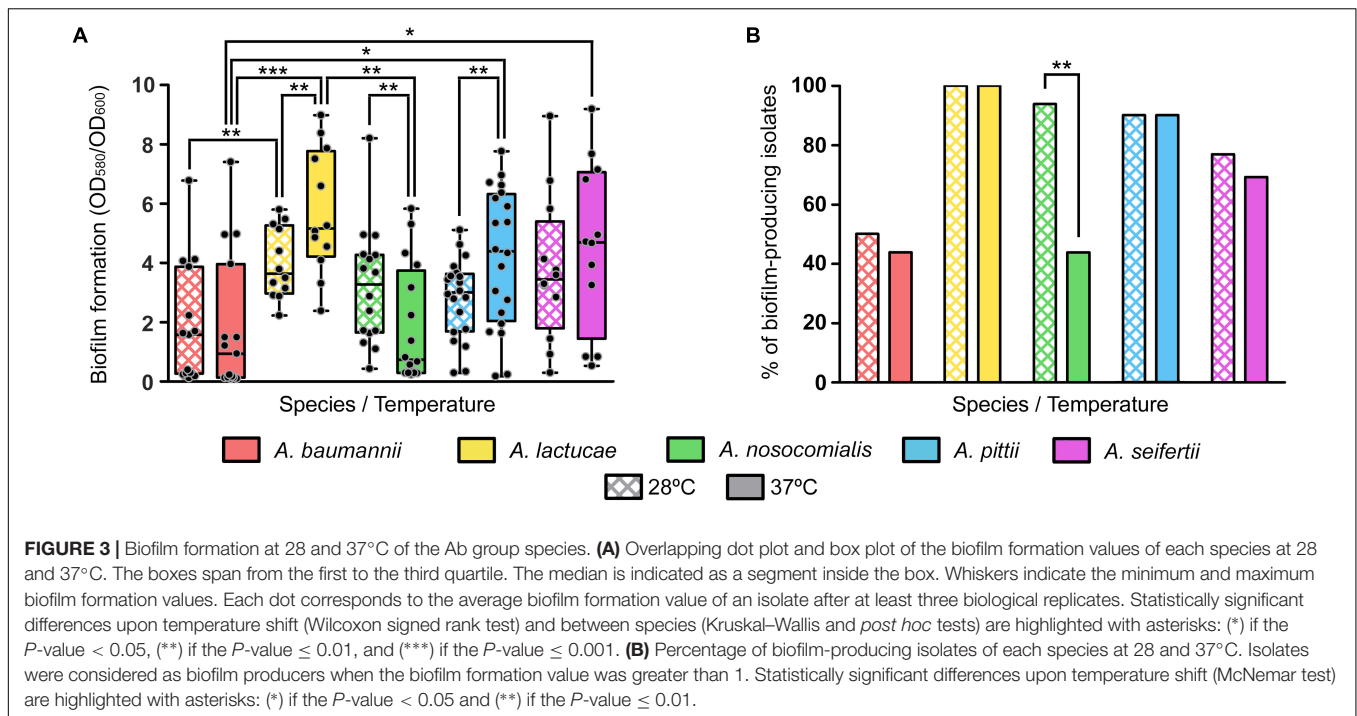 A
B
*
*
***
**
**
**
**
**
**
10
8
6
4
2
0
Biofilm formation (OD580/OD600)
Species / Temperature
100
80
60
40
20
0
% of biofilm-producing isolates
Species / Temperature
A. baumannii A. lactucae A. nosocomialis A. pittii A. seifertii
28ºC 37ºC
FIGURE 3 | Biofilm formation at 28 and 37°C of the Ab group species. (A) Overlapping dot plot and box plot of the biofilm formation values of each species at 28
and 37°C. The boxes span from the first to the third quartile. The median is indicated as a segment inside the box. Whiskers indicate the minimum and maximum
biofilm formation values. Each dot corresponds to the average biofilm formation value of an isolate after at least three biological replicates. Statistically significant
differences upon temperature shift (Wilcoxon signed rank test) and between species (Kruskal–Wallis and post hoc tests) are highlighted with asterisks: (*) if the
P-value < 0.05, (**) if the P-value ≤ 0.01, and (***) if the P-value ≤ 0.001. (B) Percentage of biofilm-producing isolates of each species at 28 and 37°C. Isolates
were considered as biofilm producers when the biofilm formation value was greater than 1. Statistically significant differences upon temperature shift (McNemar test)
are highlighted with asterisks: (*) if the P-value < 0.05 and (**) if the P-value ≤ 0.01.